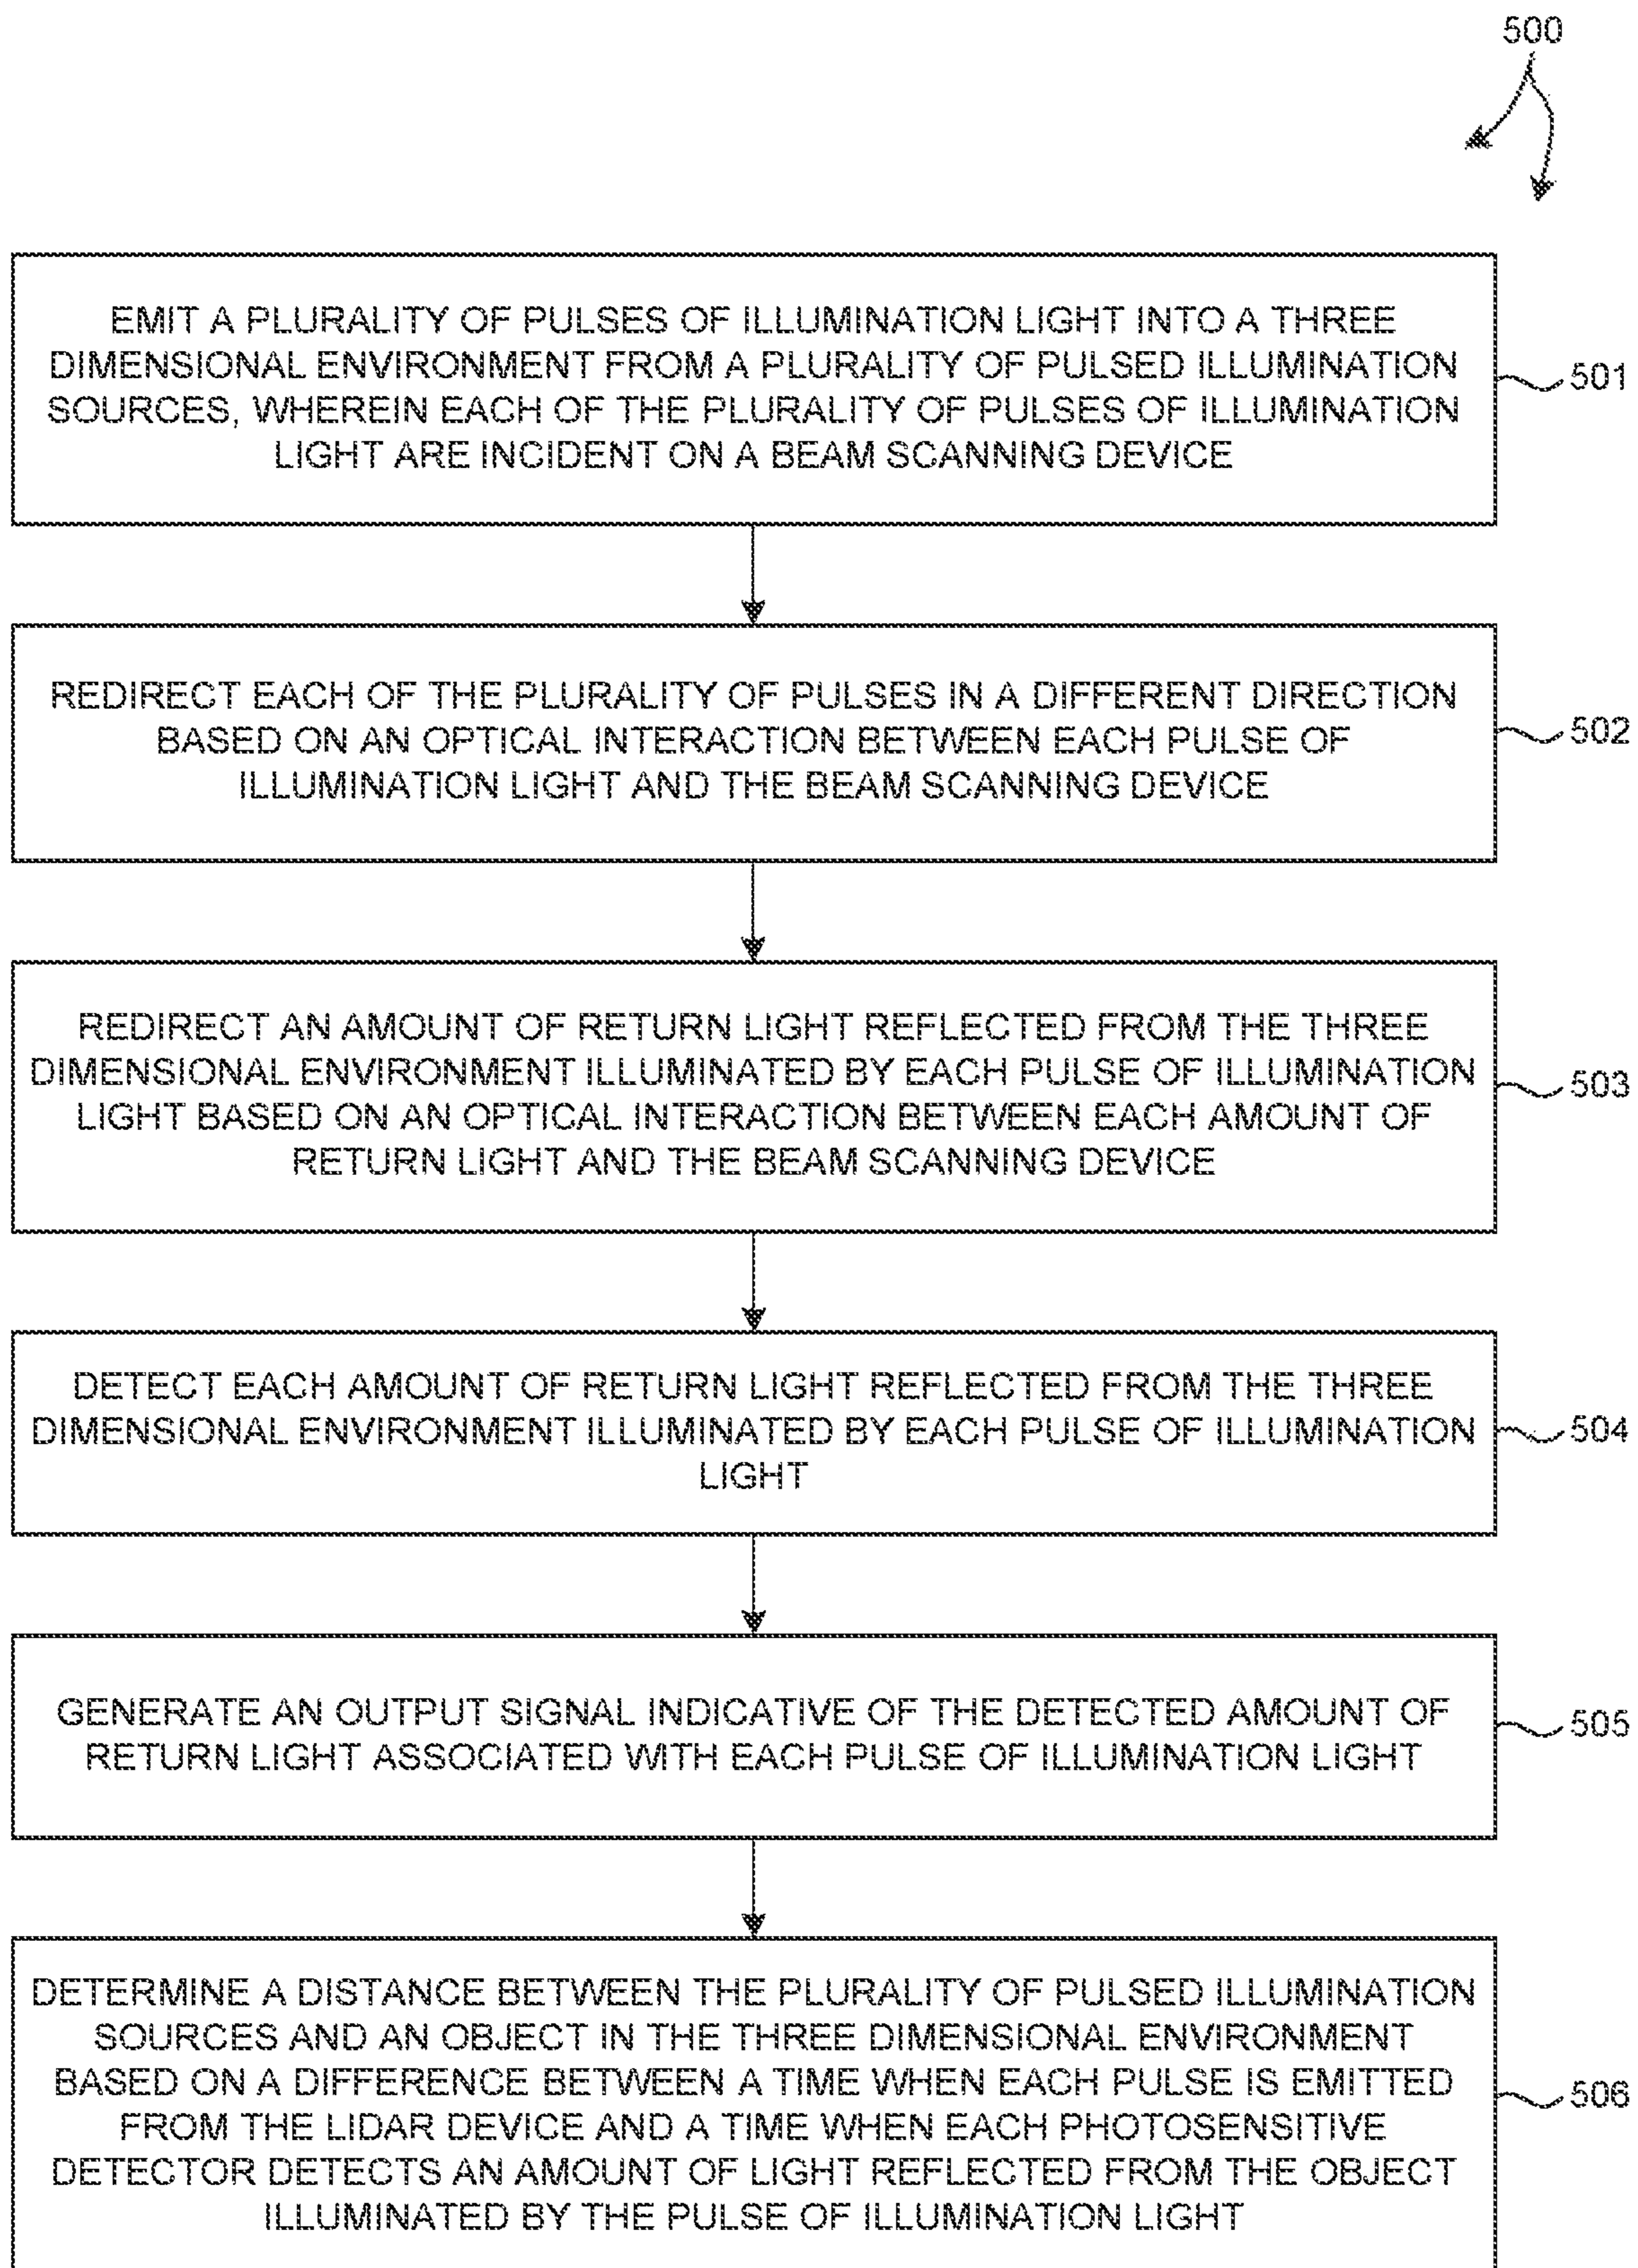 500
EMIT A PLURALITY OF PULSES OF ILLUMINATION LIGHT INTO A THREE
DIMENSIONAL ENVIRONMENT FROM A PLURALITY OF PULSED ILLUMINATION
SOURCES, WHEREIN EACH OF THE PLURALITY OF PULSES OF ILLUMINATION
LIGHT ARE INCIDENT ON A BEAM SCANNING DEVICE
501
REDIRECT EACH OF THE PLURALITY OF PULSES IN A DIFFERENT DIRECTION
BASED ON AN OPTICAL INTERACTION BETWEEN EACH PULSE OF
ILLUMINATION LIGHT AND THE BEAM SCANNING DEVICE
502
REDIRECT AN AMOUNT OF RETURN LIGHT REFLECTED FROM THE THREE
DIMENSIONAL ENVIRONMENT ILLUMINATED BY EACH PULSE OF ILLUMINATION
LIGHT BASED ON AN OPTICAL INTERACTION BETWEEN EACH AMOUNT OF
RETURN LIGHT AND THE BEAM SCANNING DEVICE
503
DETECT EACH AMOUNT OF RETURN LIGHT REFLECTED FROM THE THREE
DIMENSIONAL ENVIRONMENT ILLUMINATED BY EACH PULSE OF ILLUMINATION
LIGHT
504
GENERATE AN OUTPUT SIGNAL INDICATIVE OF THE DETECTED AMOUNT OF
RETURN LIGHT ASSOCIATED WITH EACH PULSE OF ILLUMINATION LIGHT
505
DETERMINE A DISTANCE BETWEEN THE PLURALITY OF PULSED ILLUMINATION
SOURCES AND AN OBJECT IN THE THREE DIMENSIONAL ENVIRONMENT
BASED ON A DIFFERENCE BETWEEN A TIME WHEN EACH PULSE IS EMITTED
FROM THE LIDAR DEVICE AND A TIME WHEN EACH PHOTOSENSITIVE
DETECTOR DETECTS AN AMOUNT OF LIGHT REFLECTED FROM THE OBJECT
ILLUMINATED BY THE PULSE OF ILLUMINATION LIGHT
506